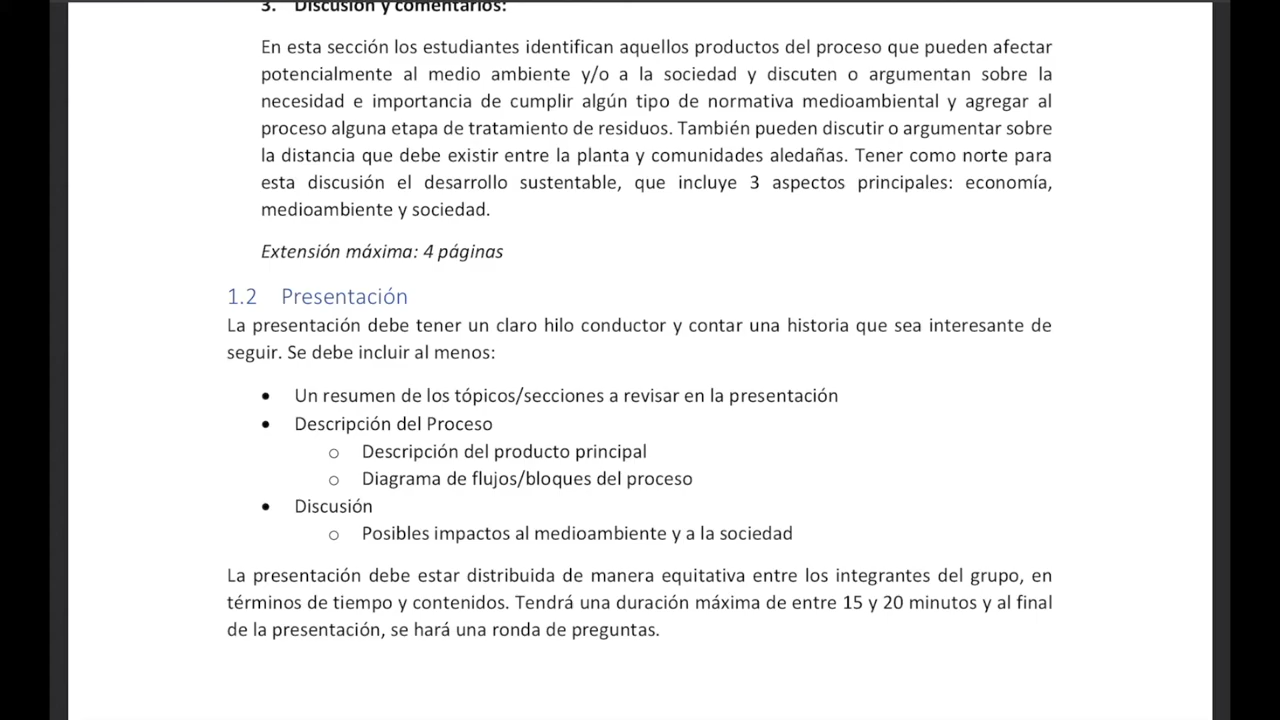 3. Discusión y comentarios:
En esta sección los estudiantes identifican aquellos productos del proceso que pueden afectar
potencialmente al medio ambiente y/o a la sociedad y discuten o argumentan sobre la
necesidad e importancia de cumplir algún tipo de normativa medioambiental y agregar al
proceso alguna etapa de tratamiento de residuos. También pueden discutir o argumentar sobre
la distancia que debe existir entre la planta y comunidades aledañas. Tener como norte para
esta discusión el desarrollo sustentable, que incluye 3 aspectos principales: economía,
medioambiente y sociedad.
Extensión máxima: 4 páginas
1.2 Presentación
La presentación debe tener un claro hilo conductor y contar una historia que sea interesante de
seguir. Se debe incluir al menos:
• Un resumen de los tópicos/secciones a revisar en la presentación
• Descripción del Proceso
o Descripción del producto principal
o Diagrama de flujos/bloques del proceso
• Discusión
o Posibles impactos al medioambiente y a la sociedad
La presentación debe estar distribuida de manera equitativa entre los integrantes del grupo, en
términos de tiempo y contenidos. Tendrá una duración máxima de entre 15 y 20 minutos y al final
de la presentación, se hará una ronda de preguntas.